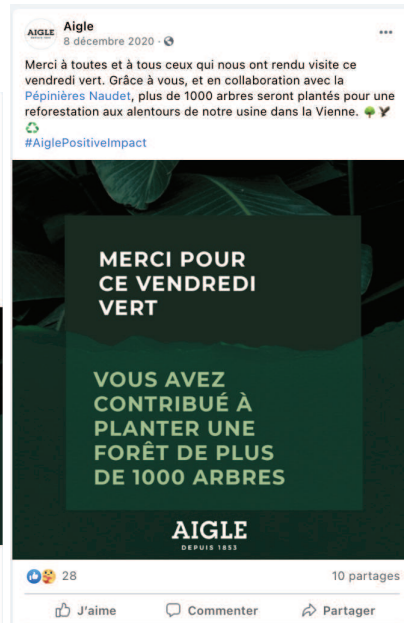 AIGLE
DEPUIS 1853
Aigle
8 décembre 2020 ·
Merci à toutes et à tous ceux qui nous ont rendu visite ce
vendredi vert. Grâce à vous, et en collaboration avec la
Pépinières Naudet, plus de 1000 arbres seront plantés pour une
reforestation aux alentours de notre usine dans la Vienne. 🌳🦅
♻️
#AiglePositiveImpact
MERCI POUR
CE VENDREDI
VERT
VOUS AVEZ
CONTRIBUÉ À
PLANTER UNE
FORÊT DE PLUS
DE 1000 ARBRES
AIGLE
DEPUIS 1853
28
10 partages
J'aime
Commenter
Partager